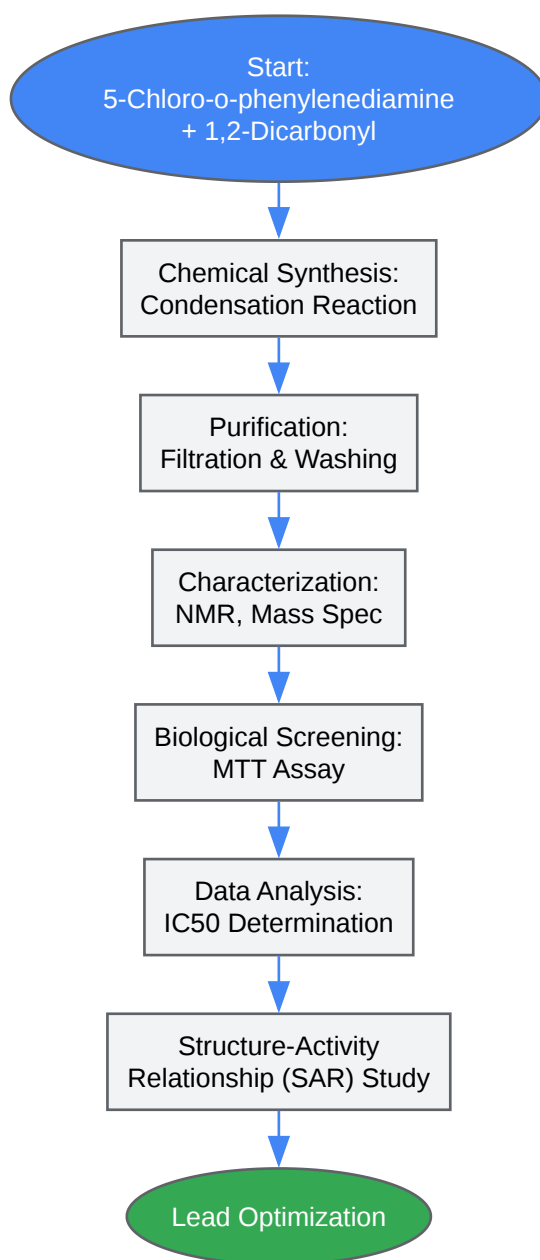 Start:
5-Chloro-o-phenylenediamine
+ 1,2-Dicarbonyl
Chemical Synthesis:
Condensation Reaction
Purification:
Filtration & Washing
Characterization:
NMR, Mass Spec
Biological Screening:
MTT Assay
Data Analysis:
IC50 Determination
Structure-Activity
Relationship (SAR) Study
Lead Optimization